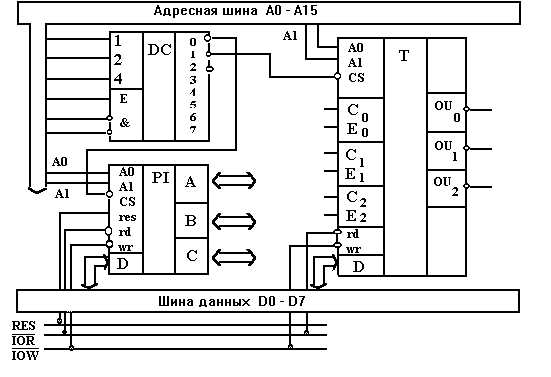 Адресная шина A0 - A15
A1
1 DC 0
2 1
4 2
3
E 4
5
& 6
7
A0 T
A1
CS
C0 OU0
E0
C1 OU1
E1
C2 OU2
E2
rd
wr
D
A0
A1
A0 PI A
A1
CS
res B
rd
wr C
D
Шина данных D0 - D7
RES
IOR
IOW